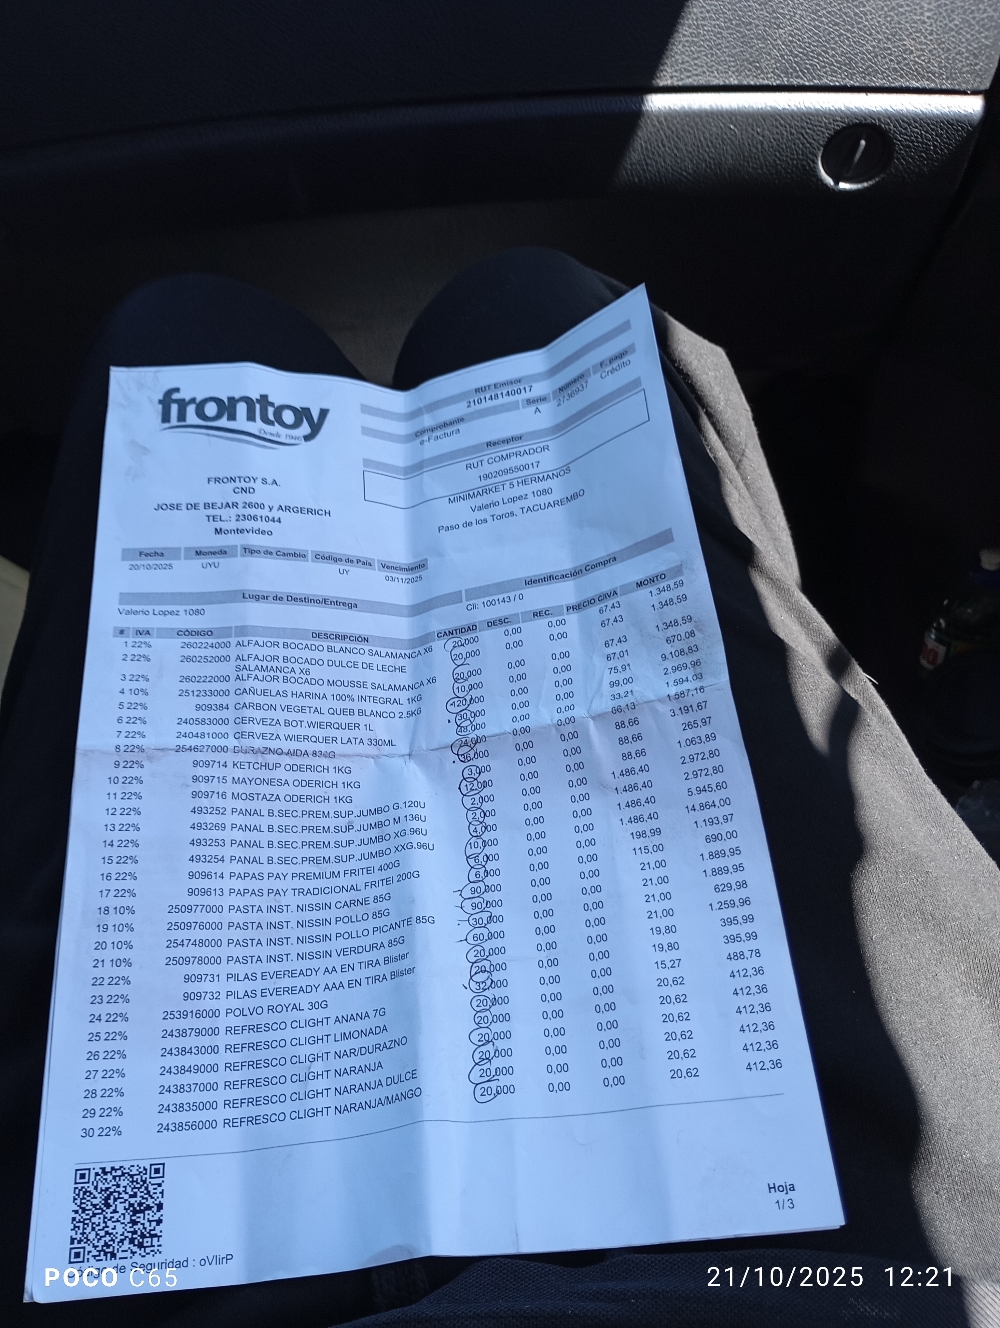 frontoy
Desde 1946
RUT Emisor
210148140017
Comprobante Serie Número F. pago
e-Factura A 2736937 Crédito
Receptor
RUT COMPRADOR
190209550017
MINIMARKET 5 HERMANOS
Valerio Lopez 1080
Paso de los Toros, TACUAREMBO
FRONTOY S.A.
CND
JOSE DE BEJAR 2600 y ARGERICH
TEL.: 23061044
Montevideo
Fecha Moneda Tipo de Cambio Código de País Vencimiento
20/10/2025 UYU UY 03/11/2025
Lugar de Destino/Entrega Identificación Compra
Valerio Lopez 1080 Cli: 100143 / 0
# IVA CÓDIGO DESCRIPCIÓN CANTIDAD DESC. REC. PRECIO C/IVA MONTO
1 22% 260224000 ALFAJOR BOCADO BLANCO SALAMANCA X6 20,000 0,00 0,00 67,43 1.348,59
2 22% 260252000 ALFAJOR BOCADO DULCE DE LECHE SALAMANCA X6 20,000 0,00 0,00 67,43 1.348,59
3 22% 260222000 ALFAJOR BOCADO MOUSSE SALAMANCA X6 20,000 0,00 0,00 67,43 1.348,59
4 10% 251233000 CAÑUELAS HARINA 100% INTEGRAL 1KG 10,000 0,00 0,00 67,01 670,08
5 22% 909384 CARBON VEGETAL QUEB BLANCO 2.5KG 120,000 0,00 0,00 75,91 9.108,83
6 22% 240583000 CERVEZA BOT.WIERQUER 1L 30,000 0,00 0,00 99,00 2.969,96
7 22% 240481000 CERVEZA WIERQUER LATA 330ML 48,000 0,00 0,00 33,21 1.594,03
8 22% 254627000 DURAZNO AIDA 830G 24,000 0,00 0,00 66,13 1.587,16
9 22% 909714 KETCHUP ODERICH 1KG 36,000 0,00 0,00 88,66 3.191,67
10 22% 909715 MAYONESA ODERICH 1KG 3,000 0,00 0,00 88,66 265,97
11 22% 909716 MOSTAZA ODERICH 1KG 12,000 0,00 0,00 88,66 1.063,89
12 22% 493252 PANAL B.SEC.PREM.SUP.JUMBO G.120U 2,000 0,00 0,00 1.486,40 2.972,80
13 22% 493269 PANAL B.SEC.PREM.SUP.JUMBO M 136U 2,000 0,00 0,00 1.486,40 2.972,80
14 22% 493253 PANAL B.SEC.PREM.SUP.JUMBO XG.96U 4,000 0,00 0,00 1.486,40 5.945,60
15 22% 493254 PANAL B.SEC.PREM.SUP.JUMBO XXG.96U 10,000 0,00 0,00 1.486,40 14.864,00
16 22% 909614 PAPAS PAY PREMIUM FRITEI 400G 6,000 0,00 0,00 198,99 1.193,97
17 22% 909613 PAPAS PAY TRADICIONAL FRITEI 200G 6,000 0,00 0,00 115,00 690,00
18 10% 250977000 PASTA INST. NISSIN CARNE 85G 90,000 0,00 0,00 21,00 1.889,95
19 10% 250976000 PASTA INST. NISSIN POLLO 85G 90,000 0,00 0,00 21,00 1.889,95
20 10% 254748000 PASTA INST. NISSIN POLLO PICANTE 85G 30,000 0,00 0,00 21,00 629,98
21 10% 250978000 PASTA INST. NISSIN VERDURA 85G 60,000 0,00 0,00 21,00 1.259,96
22 22% 909731 PILAS EVEREADY AA EN TIRA Blister 20,000 0,00 0,00 19,80 395,99
23 22% 909732 PILAS EVEREADY AAA EN TIRA Blister 20,000 0,00 0,00 19,80 395,99
24 22% 253916000 POLVO ROYAL 30G 32,000 0,00 0,00 15,27 488,78
25 22% 243879000 REFRESCO CLIGHT ANANA 7G 20,000 0,00 0,00 20,62 412,36
26 22% 243843000 REFRESCO CLIGHT LIMONADA 20,000 0,00 0,00 20,62 412,36
27 22% 243849000 REFRESCO CLIGHT NAR/DURAZNO 20,000 0,00 0,00 20,62 412,36
28 22% 243837000 REFRESCO CLIGHT NARANJA 20,000 0,00 0,00 20,62 412,36
29 22% 243835000 REFRESCO CLIGHT NARANJA DULCE 20,000 0,00 0,00 20,62 412,36
30 22% 243856000 REFRESCO CLIGHT NARANJA/MANGO 20,000 0,00 0,00 20,62 412,36
Hoja
1/3
Código de Seguridad : oVlirP
POCO C65
21/10/2025 12:21